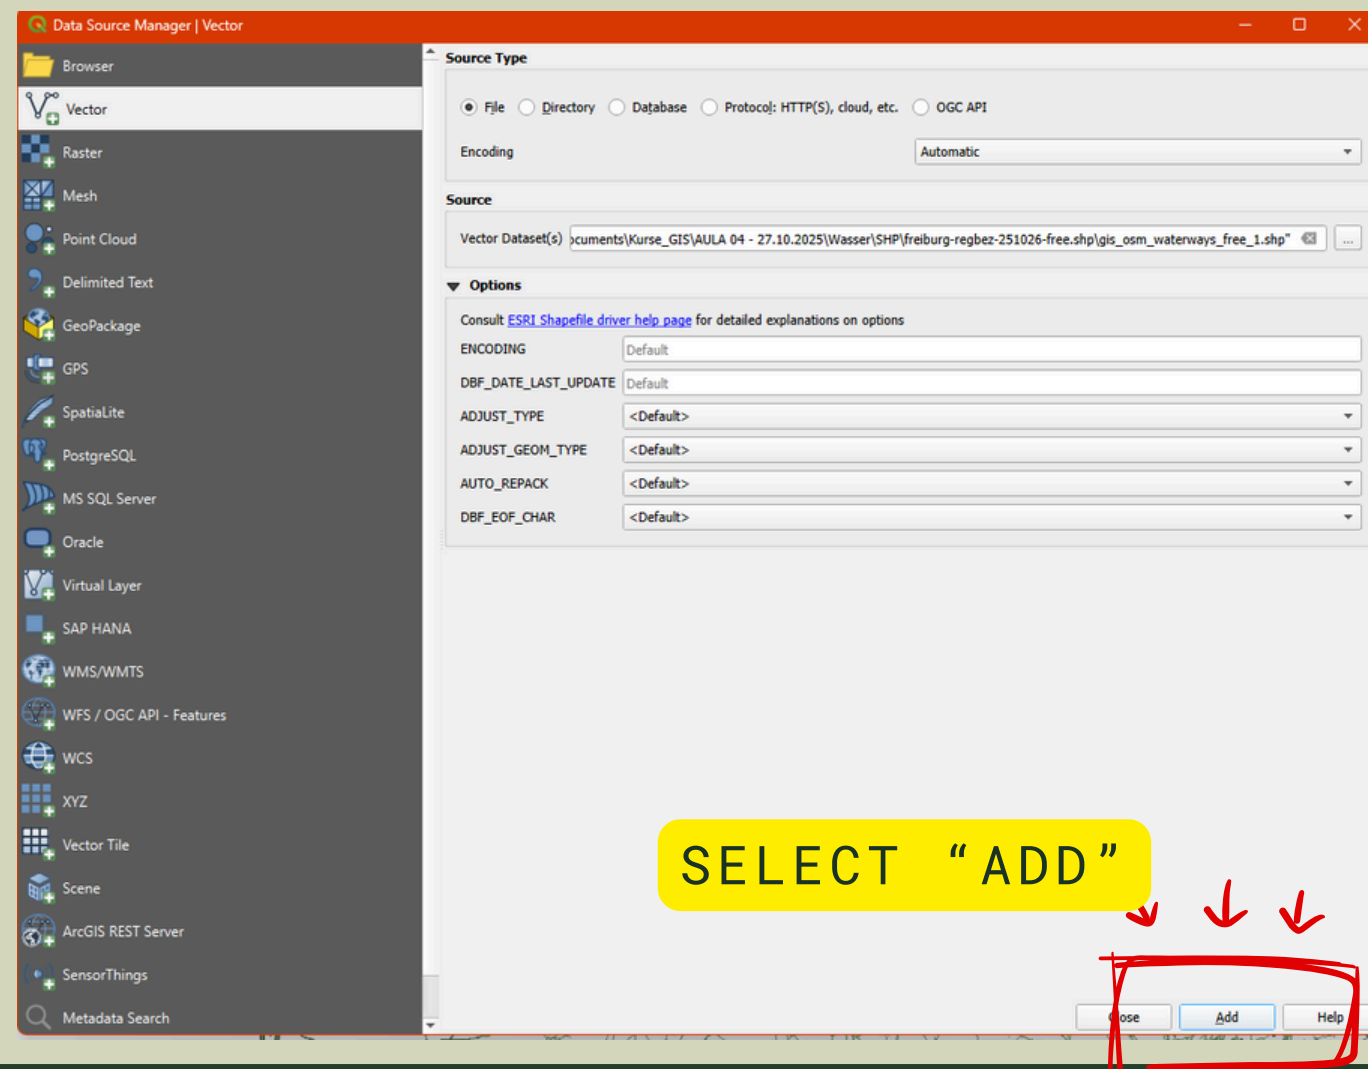 Data Source Manager | Vector
Browser
Vector
Raster
Mesh
Point Cloud
Delimited Text
GeoPackage
GPS
SpatiaLite
PostgreSQL
MS SQL Server
Oracle
Virtual Layer
SAP HANA
WMS/WMTS
WFS / OGC API - Features
WCS
XYZ
Vector Tile
Scene
ArcGIS REST Server
SensorThings
Metadata Search
Source Type
File Directory Database Protocol: HTTP(S), cloud, etc. OGC API
Encoding Automatic
Source
Vector Dataset(s) ocuments\Kurse_GIS\AULA 04 - 27.10.2025\Wasser\SHP\freiburg-regbez-251026-free.shp\gis_osm_waterways_free_1.shp" ...
Options
Consult ESRI Shapefile driver help page for detailed explanations on options
ENCODING Default
DBF_DATE_LAST_UPDATE Default
ADJUST_TYPE <Default>
ADJUST_GEOM_TYPE <Default>
AUTO_REPACK <Default>
DBF_EOF_CHAR <Default>
SELECT “ADD”
Close Add Help